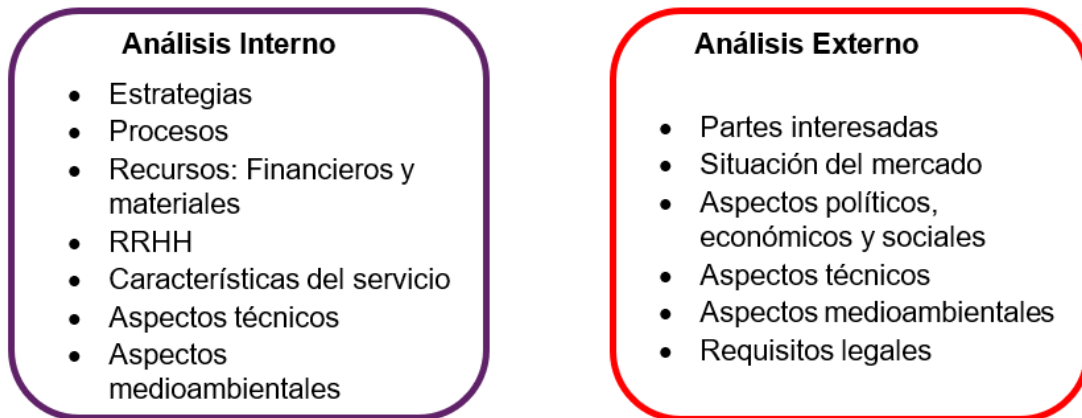 Análisis Interno
• Estrategias
• Procesos
• Recursos: Financieros y
materiales
• RRHH
• Características del servicio
• Aspectos técnicos
• Aspectos
medioambientales
Análisis Externo
• Partes interesadas
• Situación del mercado
• Aspectos políticos,
económicos y sociales
• Aspectos técnicos
• Aspectos medioambientales
• Requisitos legales